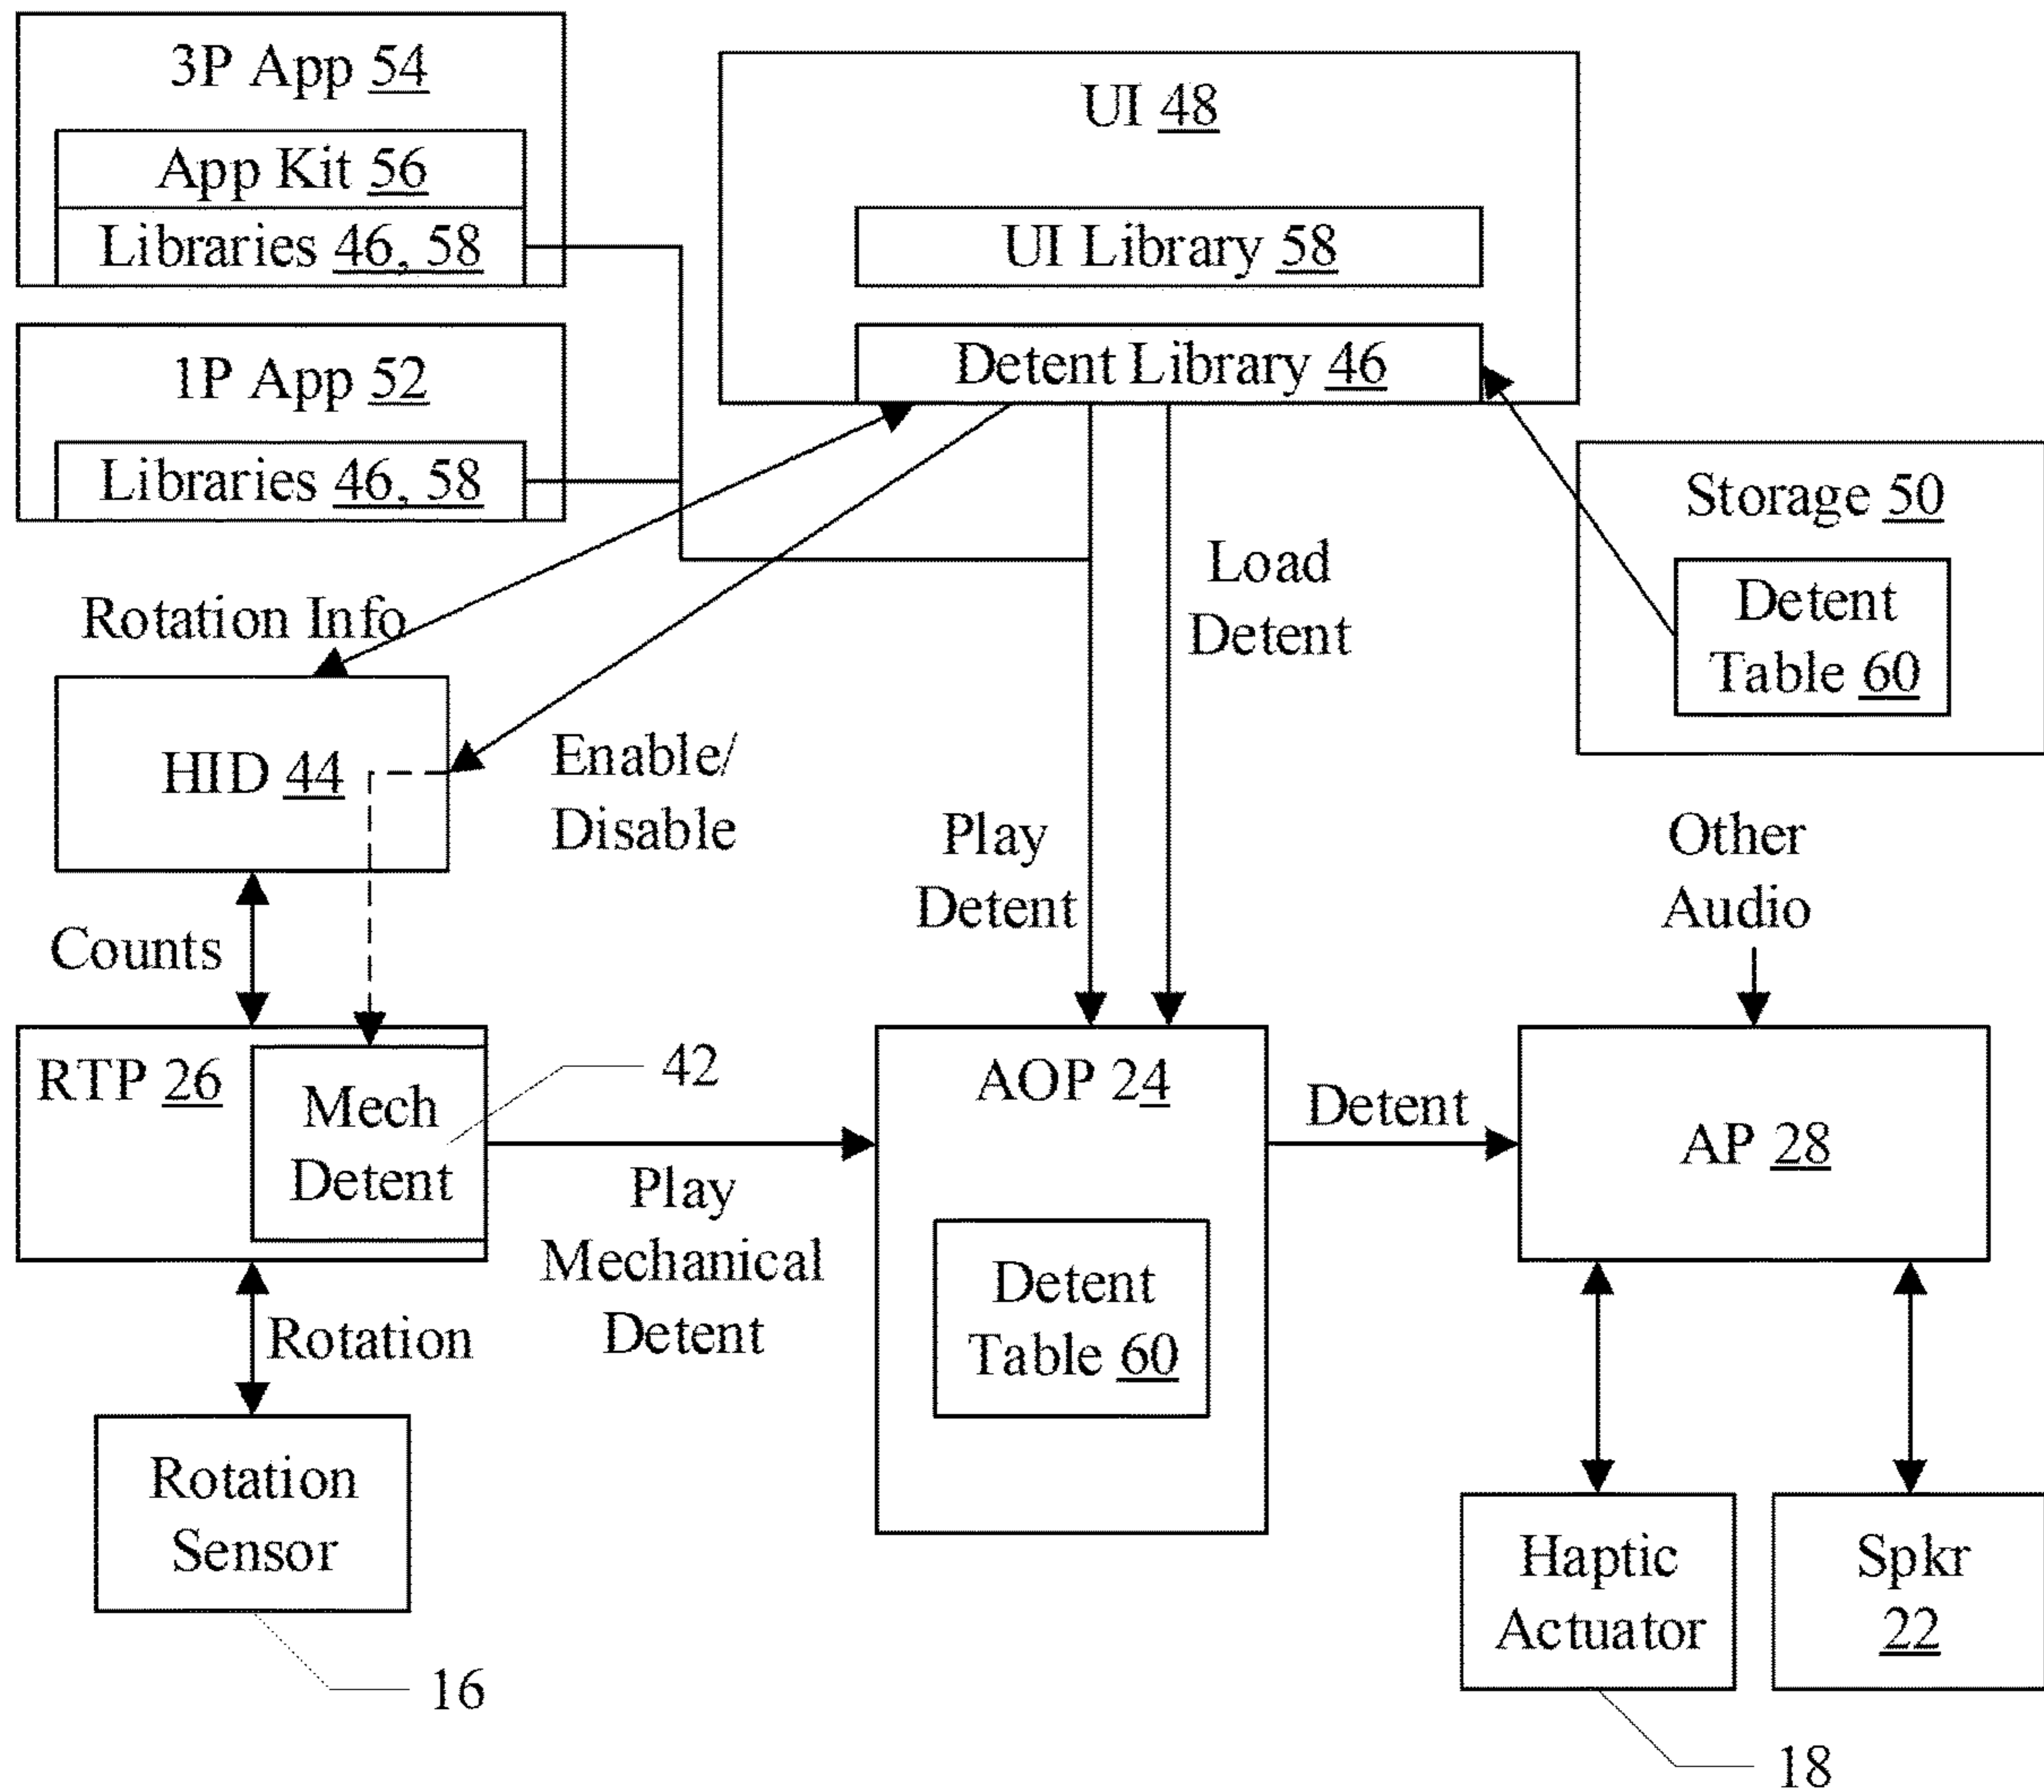 3P App 54
App Kit 56
Libraries 46, 58
1P App 52
Libraries 46, 58
UI 48
UI Library 58
Detent Library 46
Storage 50
Detent
Table 60
Rotation Info
Load
Detent
HID 44
Enable/
Disable
Play
Detent
Other
Audio
Counts
RTP 26
Mech
Detent
42
Play
Mechanical
Detent
AOP 24
Detent
Table 60
Detent
AP 28
Rotation
Rotation
Sensor
16
Haptic
Actuator
18
Spkr
22